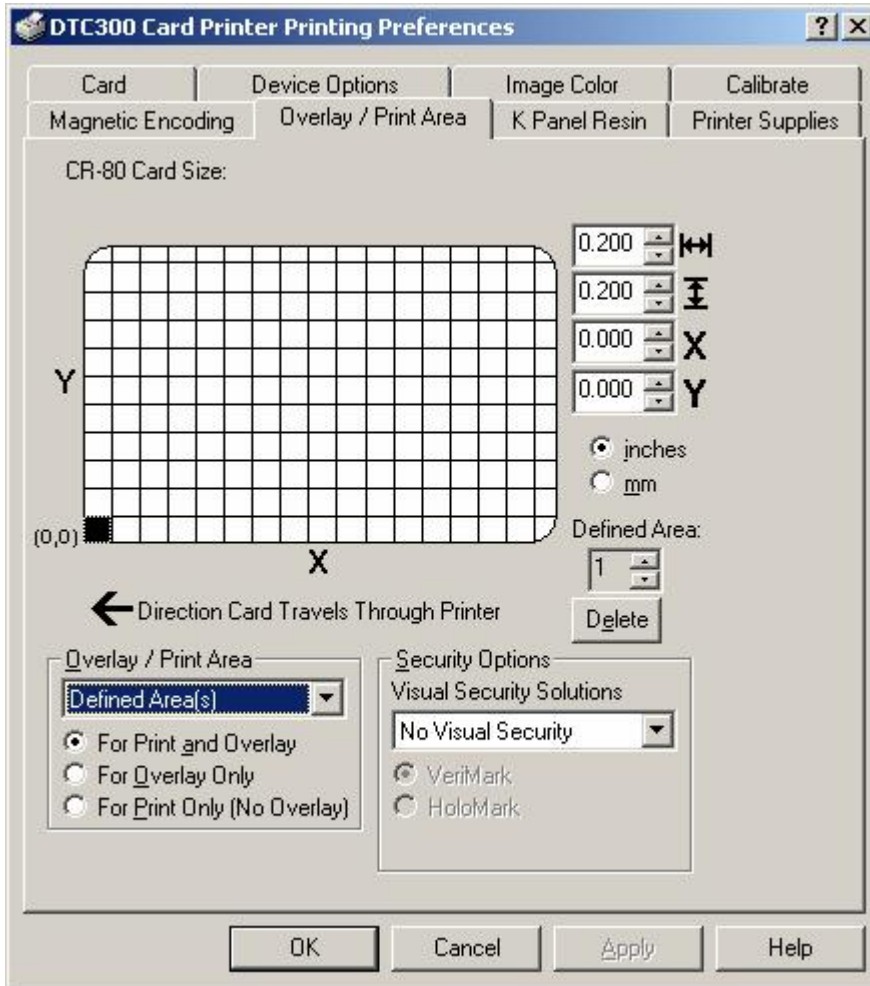 DTC300 Card Printer Printing Preferences
Card Device Options Image Color Calibrate
Magnetic Encoding Overlay / Print Area K Panel Resin Printer Supplies
CR-80 Card Size:
0.200
0.200
0.000 X
0.000 Y
Y
inches
mm
(0,0)
X
Defined Area:
1
Direction Card Travels Through Printer
Delete
Overlay / Print Area
Defined Area(s)
For Print and Overlay
For Overlay Only
For Print Only (No Overlay)
Security Options
Visual Security Solutions
No Visual Security
VeriMark
HoloMark
OK Cancel Apply Help